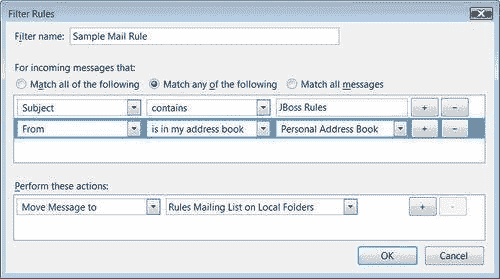 Filter Rules
Filter name: Sample Mail Rule
For incoming messages that:
Match all of the following Match any of the following Match all messages
Subject contains JBoss Rules + -
From is in my address book Personal Address Book + -
Perform these actions:
Move Message to Rules Mailing List on Local Folders + -
OK Cancel